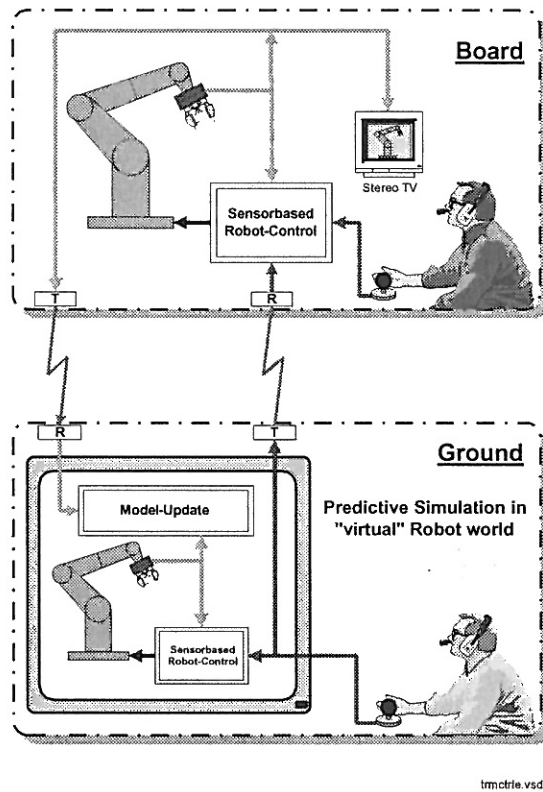 Board
Stereo TV
Sensorbased
Robot-Control
T
R
R
T
Ground
Model-Update
Predictive Simulation in
"virtual" Robot world
Sensorbased
Robot-Control
trmctrle.vsd